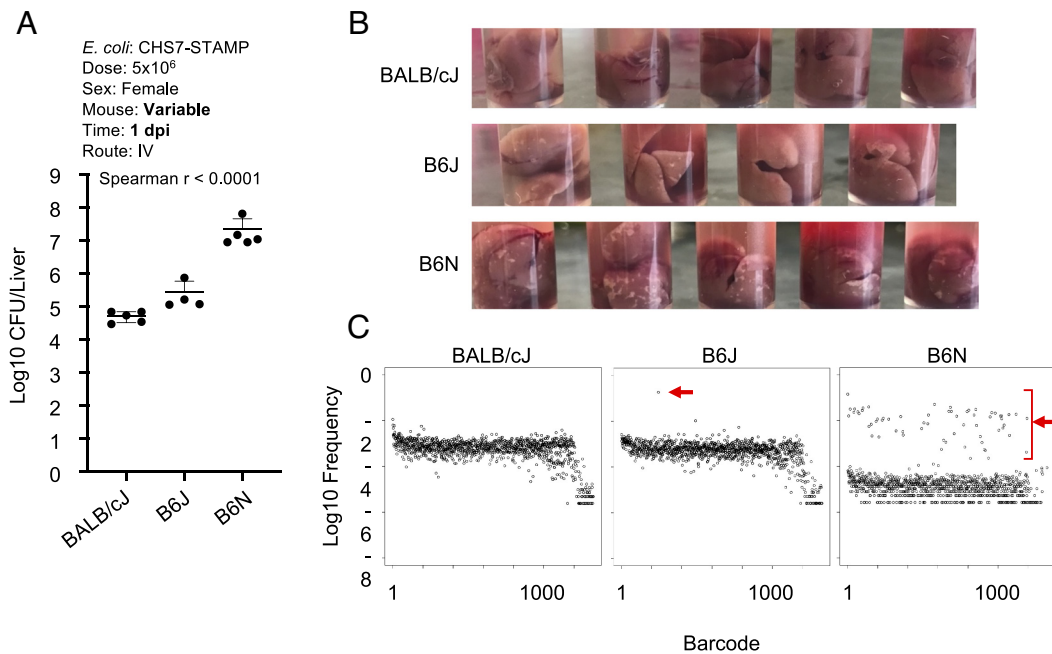 A
E. coli: CHS7-STAMP
Dose: 5x10⁶
Sex: Female
Mouse: Variable
Time: 1 dpi
Route: IV
Spearman r < 0.0001
9
8
7
6
5
4
3
2
1
0
Log10 CFU/Liver
BALB/cJ
B6J
B6N
B
BALB/cJ
B6J
B6N
C
BALB/cJ
B6J
B6N
0
2
4
6
8
Log10 Frequency
1
1000
1
1000
1
1000
Barcode